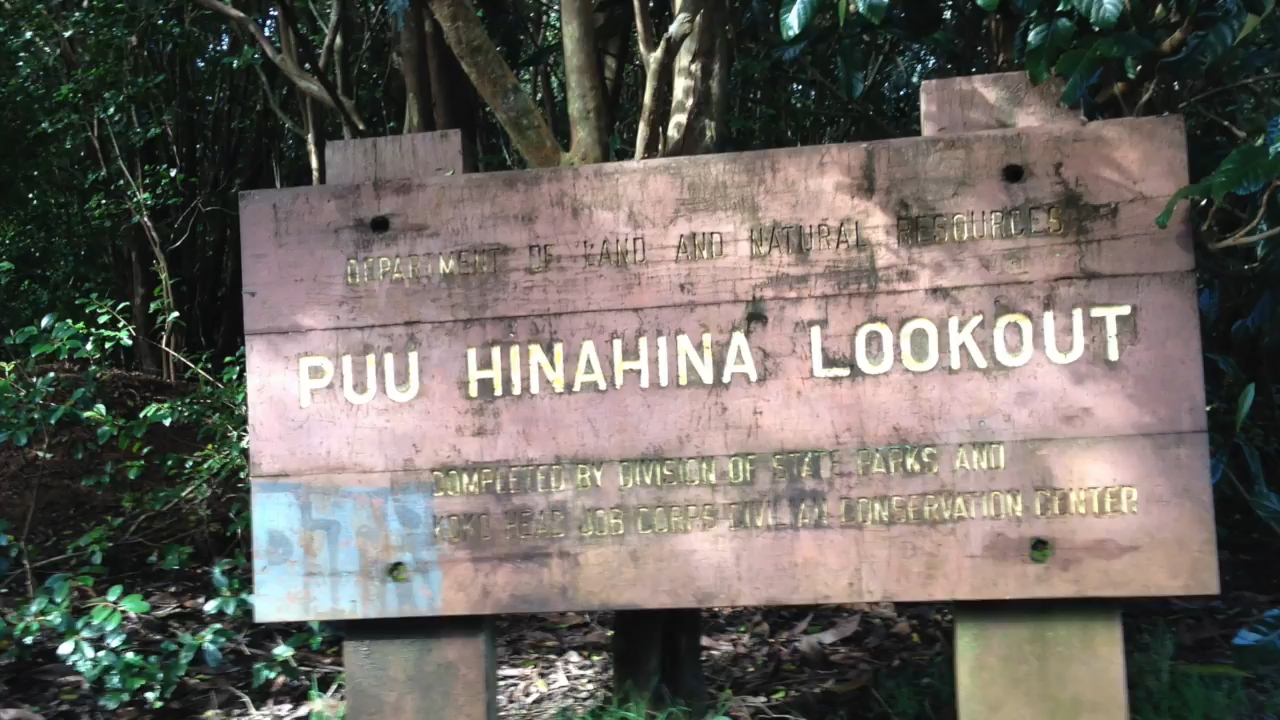 DEPARTMENT OF LAND AND NATURAL RESOURCES
PUU HINAHINA LOOKOUT
COMPLETED BY DIVISION OF STATE PARKS AND
KOKO HEAD JOB CORPS CIVILIAN CONSERVATION CENTER